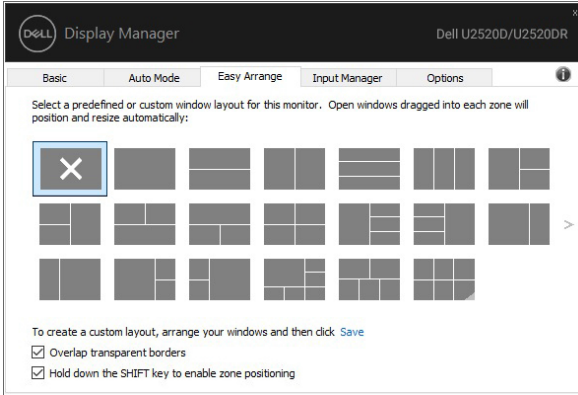 DELL Display Manager
Dell U2520D/U2520DR
Basic
Auto Mode
Easy Arrange
Input Manager
Options
Select a predefined or custom window layout for this monitor. Open windows dragged into each zone will
position and resize automatically:
To create a custom layout, arrange your windows and then click Save
Overlap transparent borders
Hold down the SHIFT key to enable zone positioning